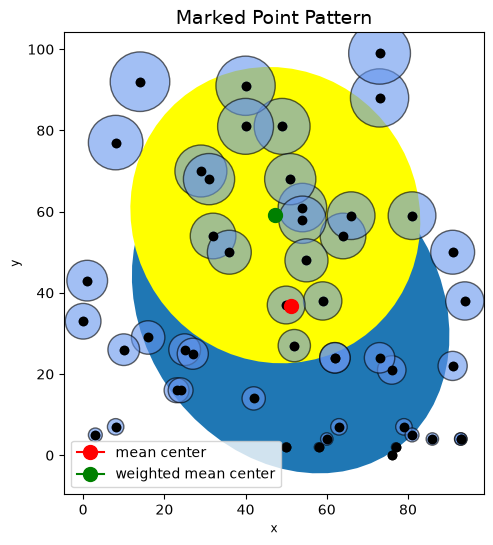 Marked Point Pattern
100
80
60
40
20
0
y
mean center
weighted mean center
0 20 40 60 80
x